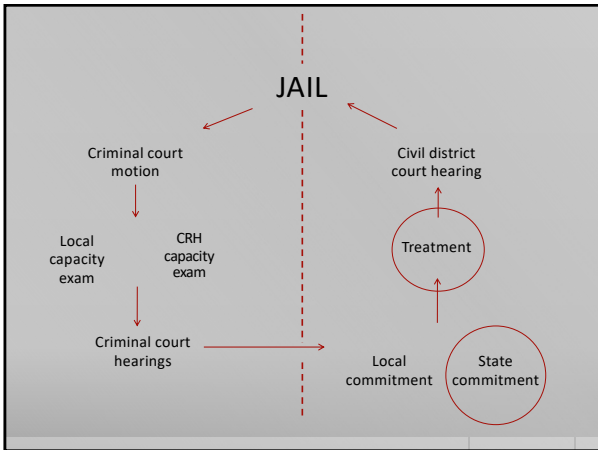 JAIL
Criminal court
motion
Civil district
court hearing
Local
capacity
exam
CRH
capacity
exam
Treatment
Criminal court
hearings
Local
commitment
State
commitment